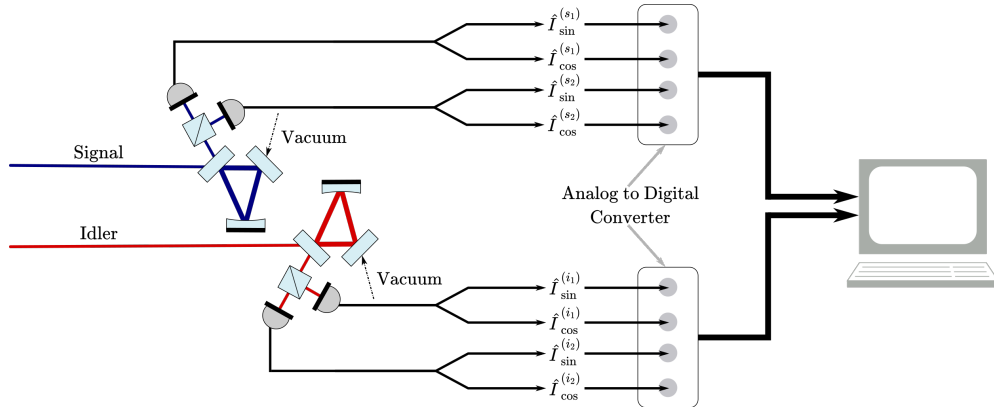 Î_sin^(s₁)
Î_cos^(s₁)
Î_sin^(s₂)
Î_cos^(s₂)
Vacuum
Signal
Analog to Digital
Converter
Idler
Vacuum
Î_sin^(i₁)
Î_cos^(i₁)
Î_sin^(i₂)
Î_cos^(i₂)